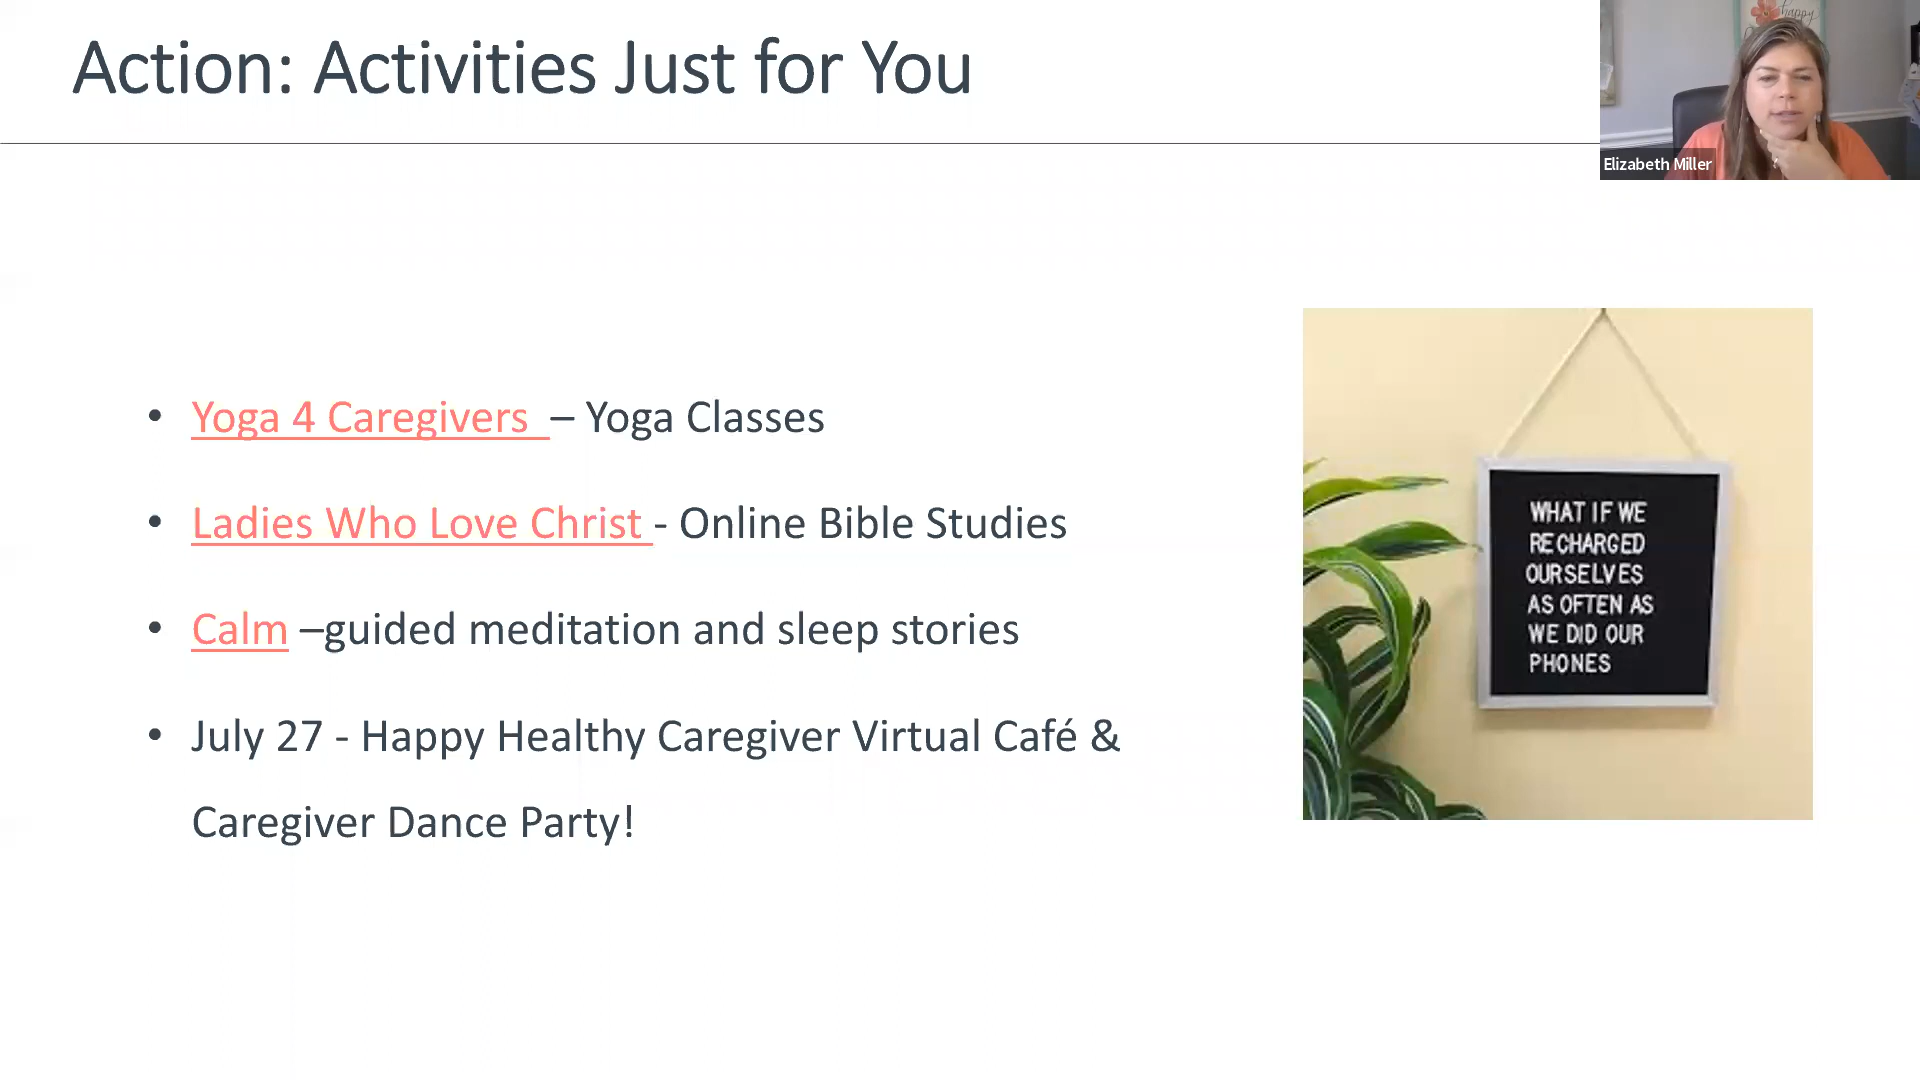 Action: Activities Just for You
happy
Elizabeth Miller
• Yoga 4 Caregivers – Yoga Classes
• Ladies Who Love Christ - Online Bible Studies
• Calm –guided meditation and sleep stories
• July 27 - Happy Healthy Caregiver Virtual Café &
Caregiver Dance Party!
WHAT IF WE
RECHARGED
OURSELVES
AS OFTEN AS
WE DID OUR
PHONES